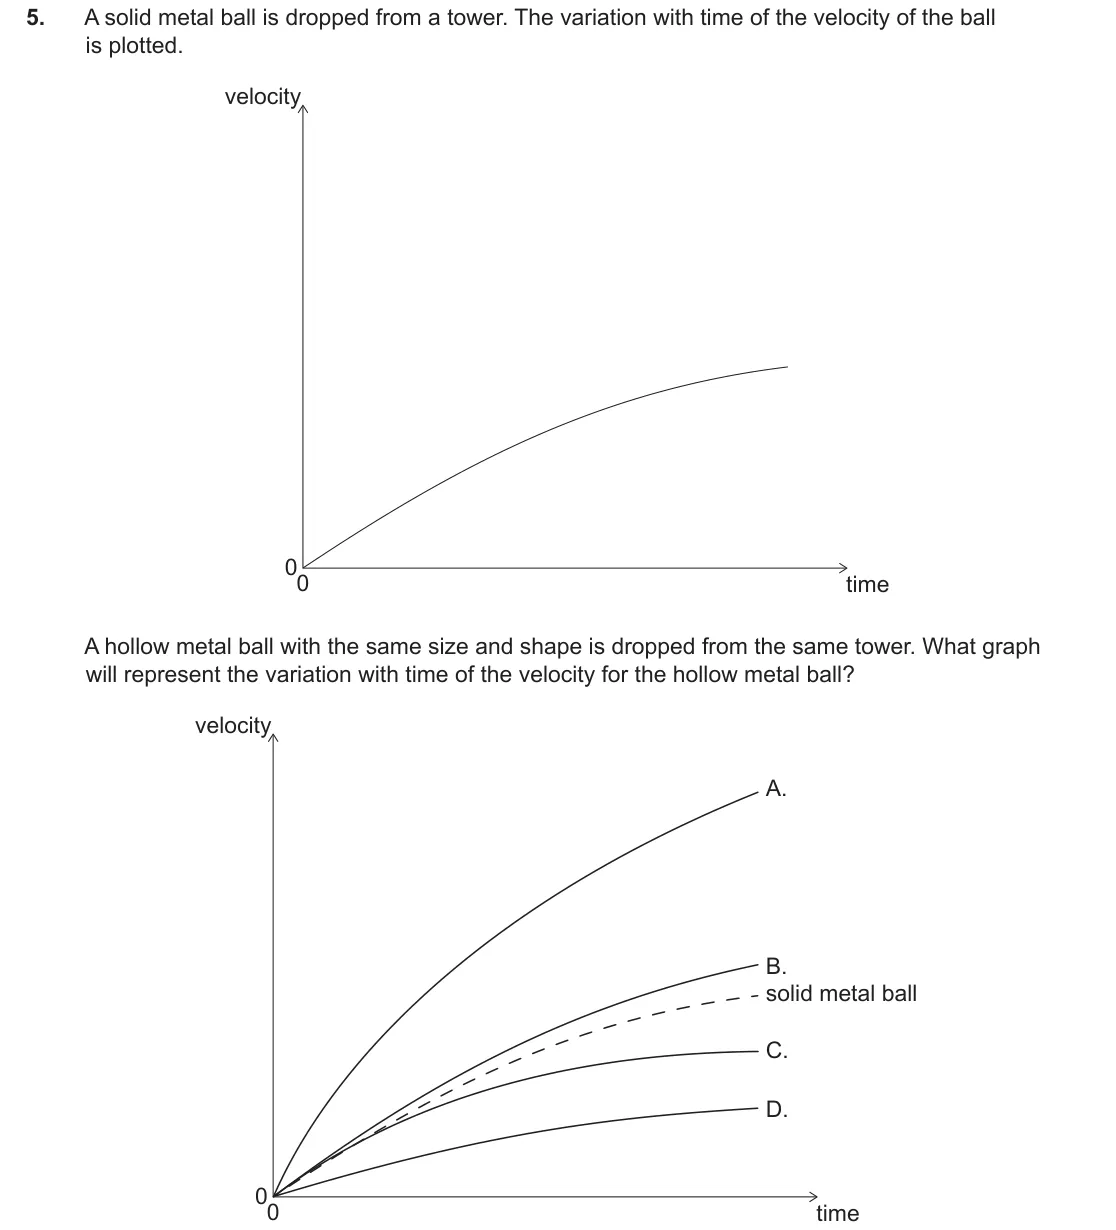 5. A solid metal ball is dropped from a tower. The variation with time of the velocity of the ball
is plotted.
velocity
0
0
time
A hollow metal ball with the same size and shape is dropped from the same tower. What graph
will represent the variation with time of the velocity for the hollow metal ball?
velocity
A.
B.
solid metal ball
C.
D.
0
0
time